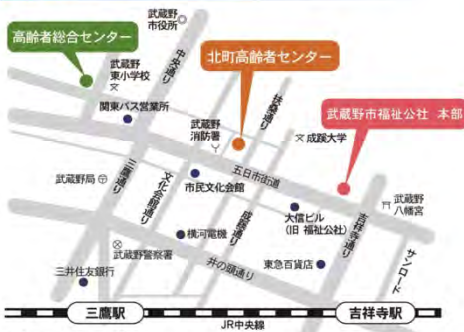 武蔵野
市役所
高齢者総合センター
中央通り
北町高齢者センター
武蔵野
東小学校
扶桑通り
関東バス営業所
武蔵野市福祉公社 本部
武蔵野
消防署
成蹊大学
五日市街道
武蔵野局
三鷹通り
文化会館通り
市民文化会館
成蹊通り
大信ビル
(旧 福祉公社)
吉祥寺通り
武蔵野
八幡宮
横河電機
武蔵野警察署
井の頭通り
東急百貨店
サンロード
三井住友銀行
三鷹駅
吉祥寺駅
JR中央線